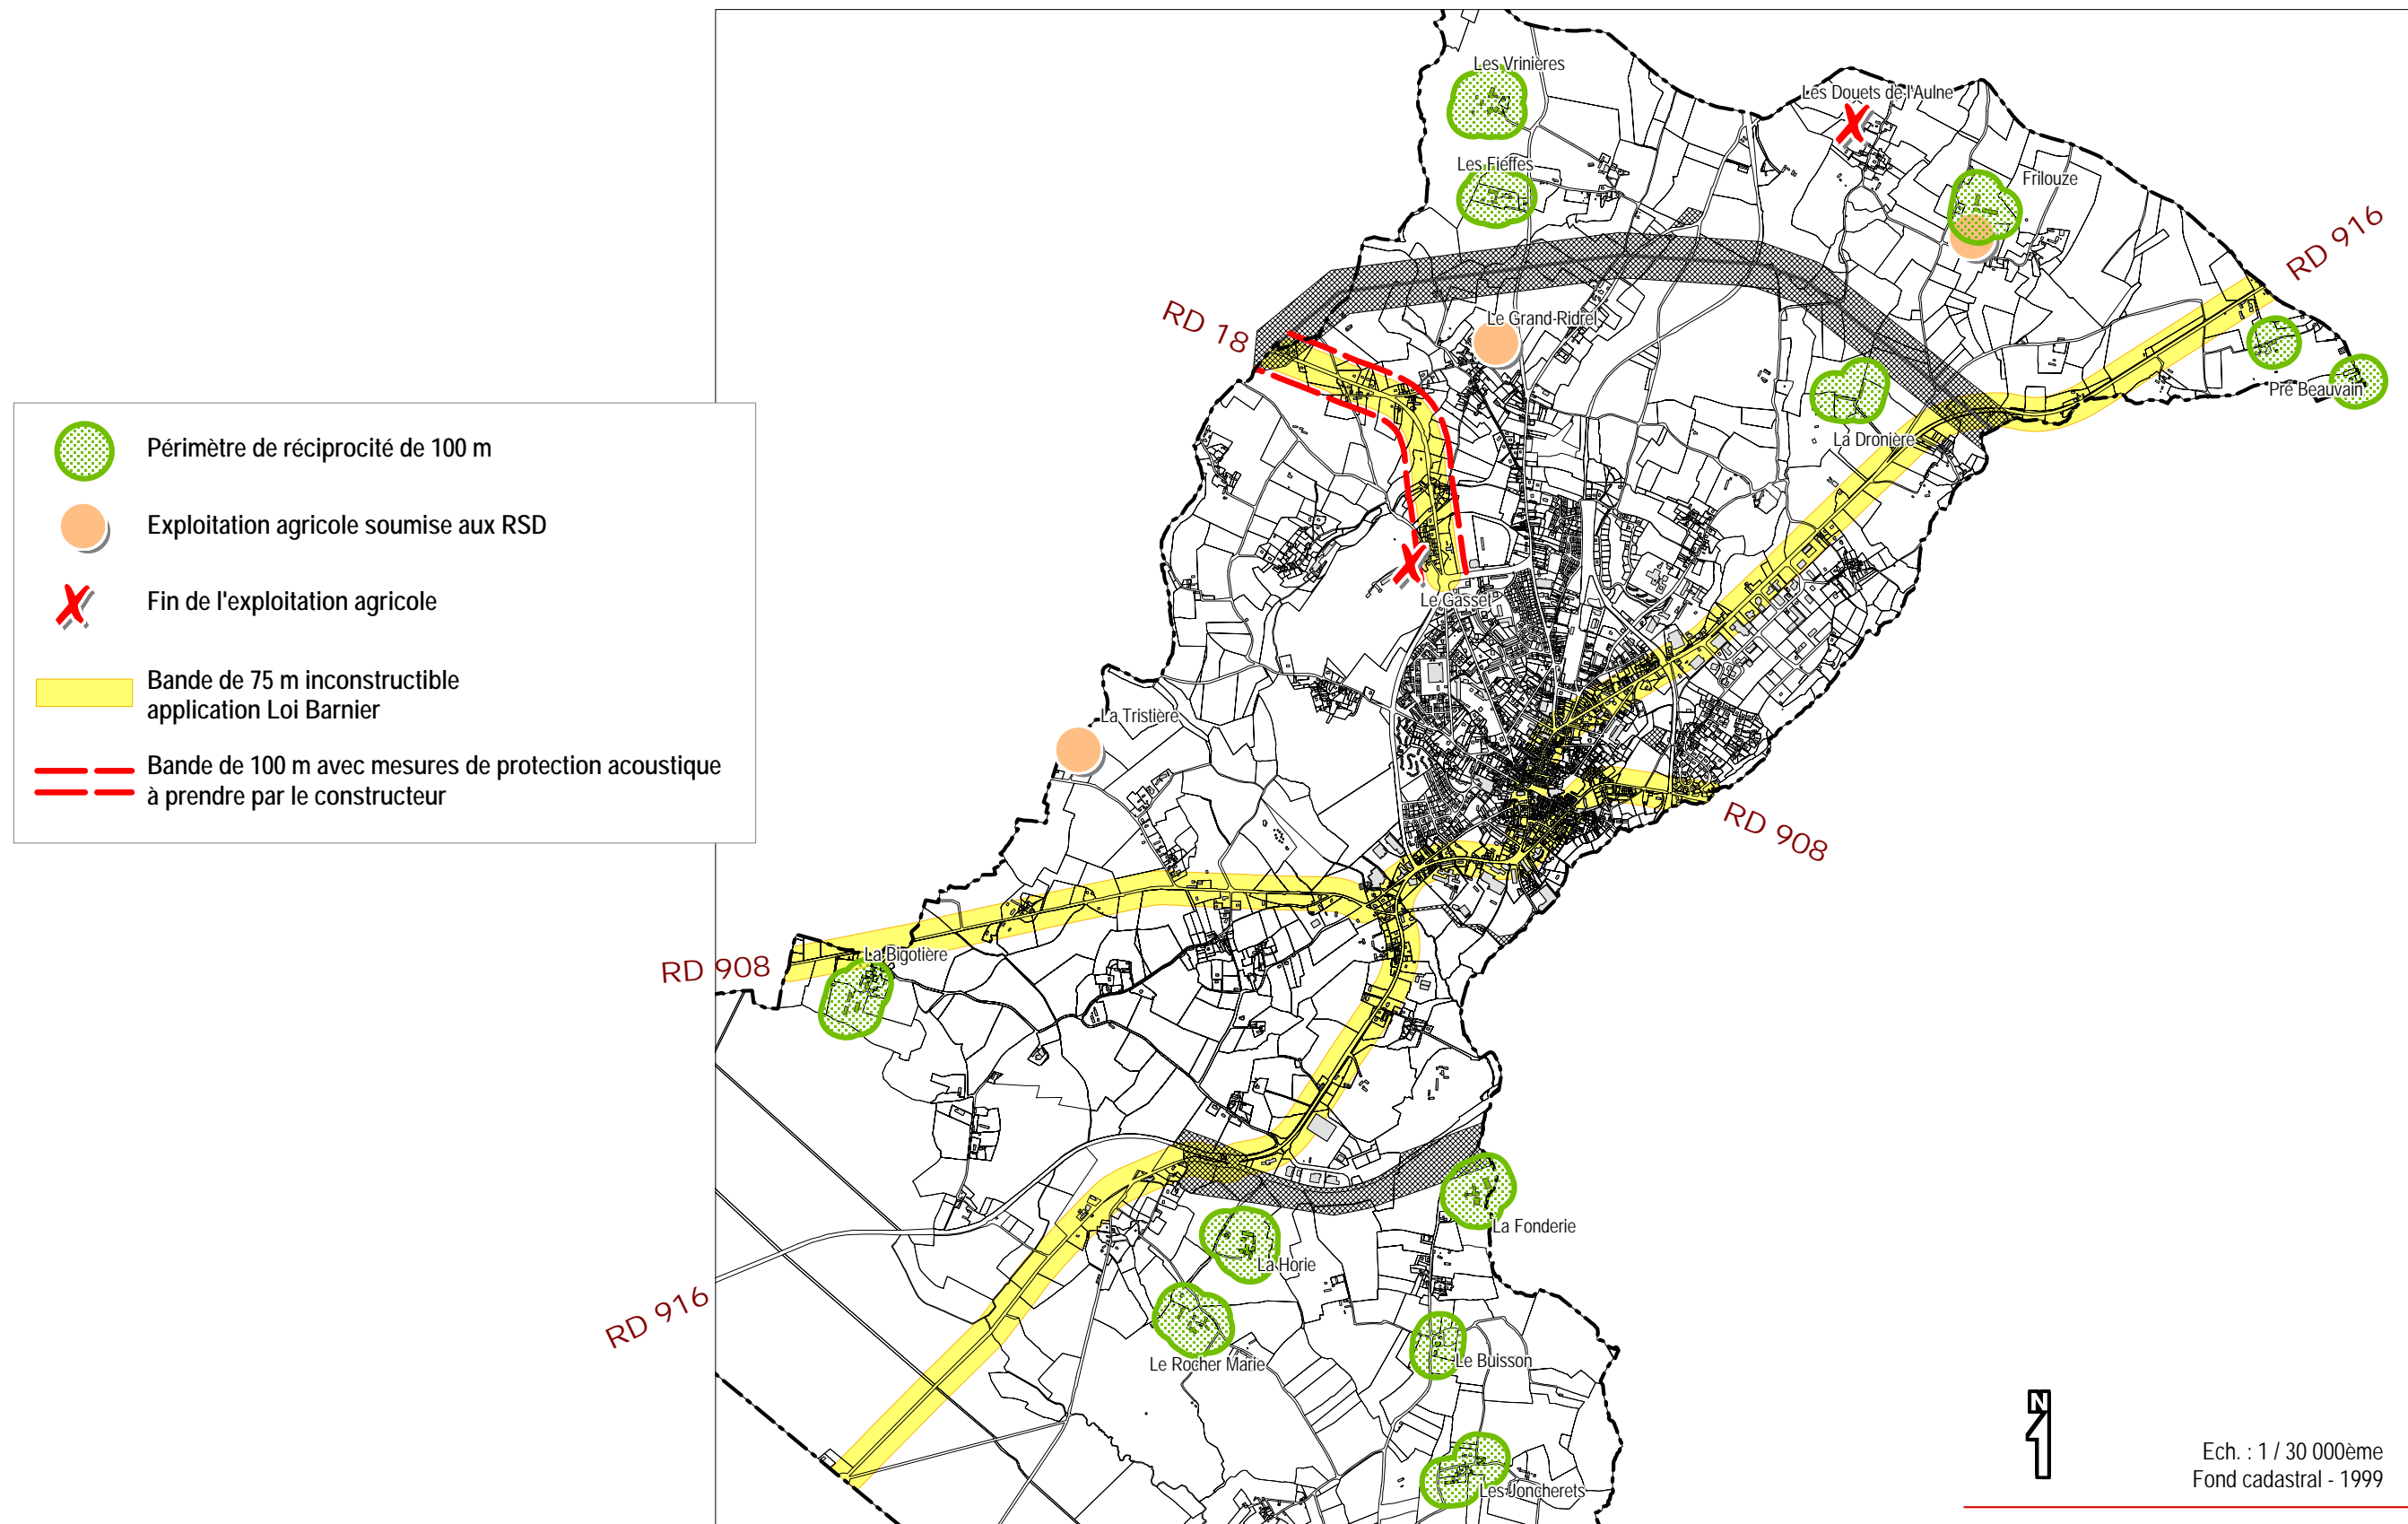 Les Vrinières
Les Douets de l'Aulne
Les Fieffes
Frilouze
RD 916
RD 18
Le Grand-Ridrel
Pré Beauvain
La Dronière
Périmètre de réciprocité de 100 m
Exploitation agricole soumise aux RSD
Fin de l'exploitation agricole
Bande de 75 m inconstructible
application Loi Barnier
Bande de 100 m avec mesures de protection acoustique
à prendre par le constructeur
Le Gassel
La Tristière
RD 908
La Bigotière
RD 908
La Fonderie
La Horie
RD 916
Le Rocher Marie
Le Buisson
Les Joncherets
N
Ech. : 1 / 30 000ème
Fond cadastral - 1999